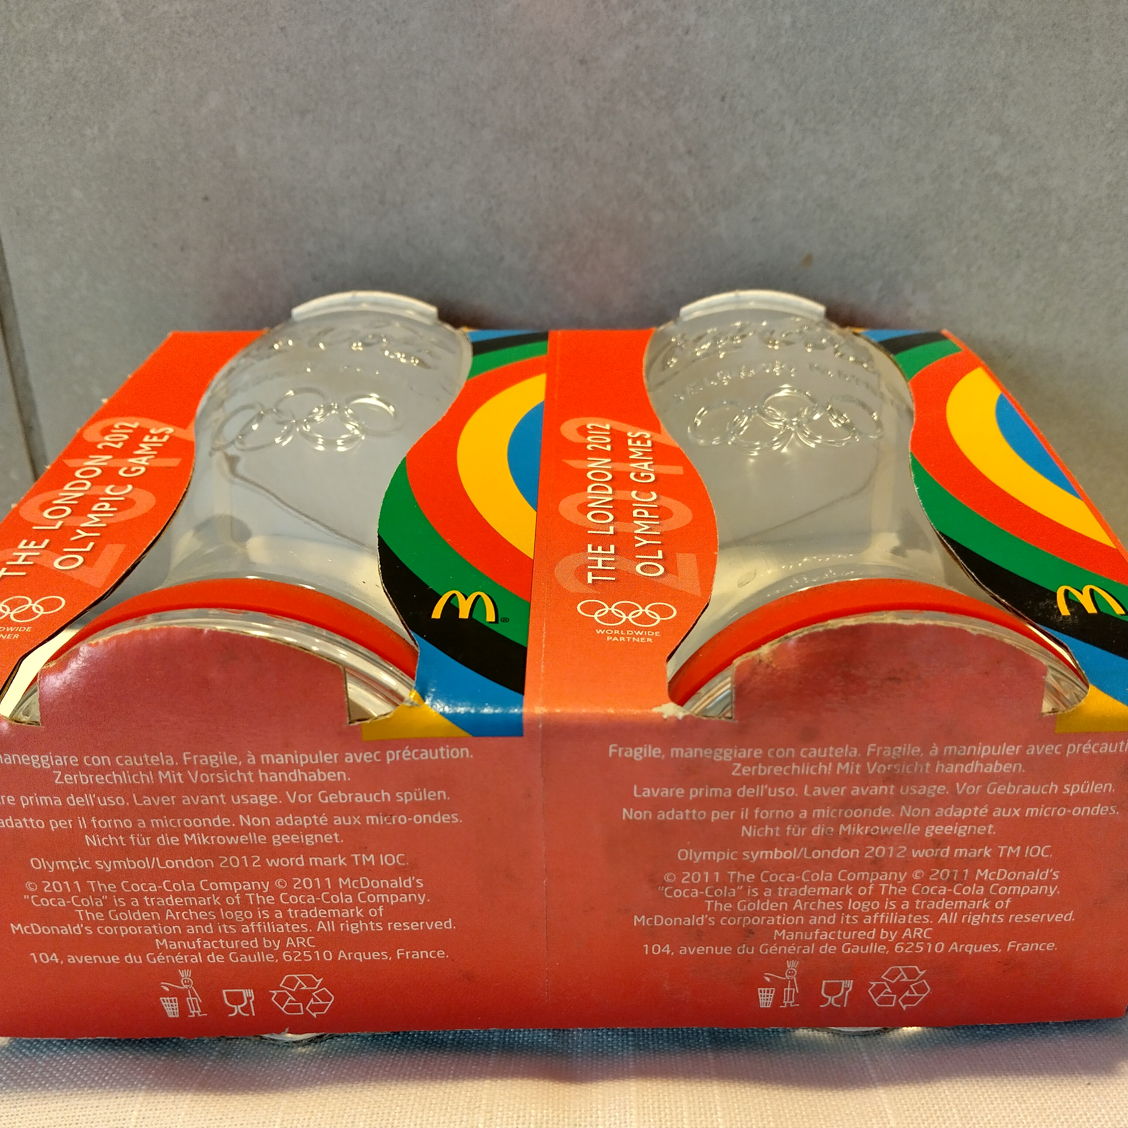 THE LONDON 2012
OLYMPIC GAMES
2012
PARTNER
Coca-Cola
M
THE LONDON 2012
OLYMPIC GAMES
2012
WORLDWIDE
PARTNER
Coca-Cola
M
maneggiare con cautela. Fragile, à manipuler avec précaution.
Zerbrechlich! Mit Vorsicht handhaben.
prima dell'uso. Laver avant usage. Vor Gebrauch spülen.
adatto per il forno a microonde. Non adapté aux micro-ondes.
Nicht für die Mikrowelle geeignet.
Olympic symbol/London 2012 word mark TM IOC.
© 2011 The Coca-Cola Company © 2011 McDonald's
"Coca-Cola" is a trademark of The Coca-Cola Company.
The Golden Arches logo is a trademark of
McDonald's corporation and its affiliates. All rights reserved.
Manufactured by ARC
104, avenue du Général de Gaulle, 62510 Arques, France.
Fragile, maneggiare con cautela. Fragile, à manipuler avec précauti
Zerbrechlich! Mit Vorsicht handhaben.
Lavare prima dell'uso. Laver avant usage. Vor Gebrauch spülen.
Non adatto per il forno a microonde. Non adapté aux micro-ondes.
Nicht für die Mikrowelle geeignet.
Olympic symbol/London 2012 word mark TM IOC.
© 2011 The Coca-Cola Company © 2011 McDonald's
"Coca-Cola" is a trademark of The Coca-Cola Company.
The Golden Arches logo is a trademark of
McDonald's corporation and its affiliates. All rights reserved.
Manufactured by ARC
104, avenue du Général de Gaulle, 62510 Arques, France.